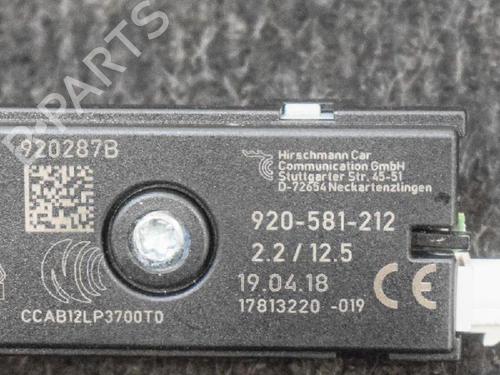 B-PARTS
920287B
Hirschmann Car
Communication GmbH
Stuttgarter Str. 45-51
D-72654 Neckartenzlingen
920-581-212
2.2 / 12.5
19.04.18
17813220 -019
CE
CCAB12LP3700T0